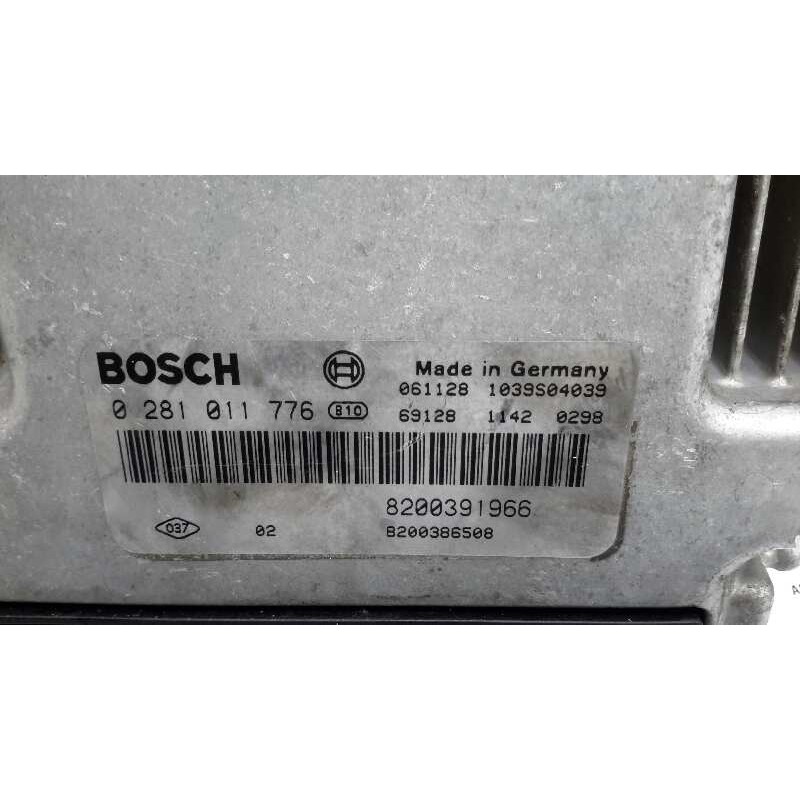 BOSCH
Made in Germany
061128 1039S04039
0 281 011 776 810
69128 1142 0298
8200391966
037 02 8200386508